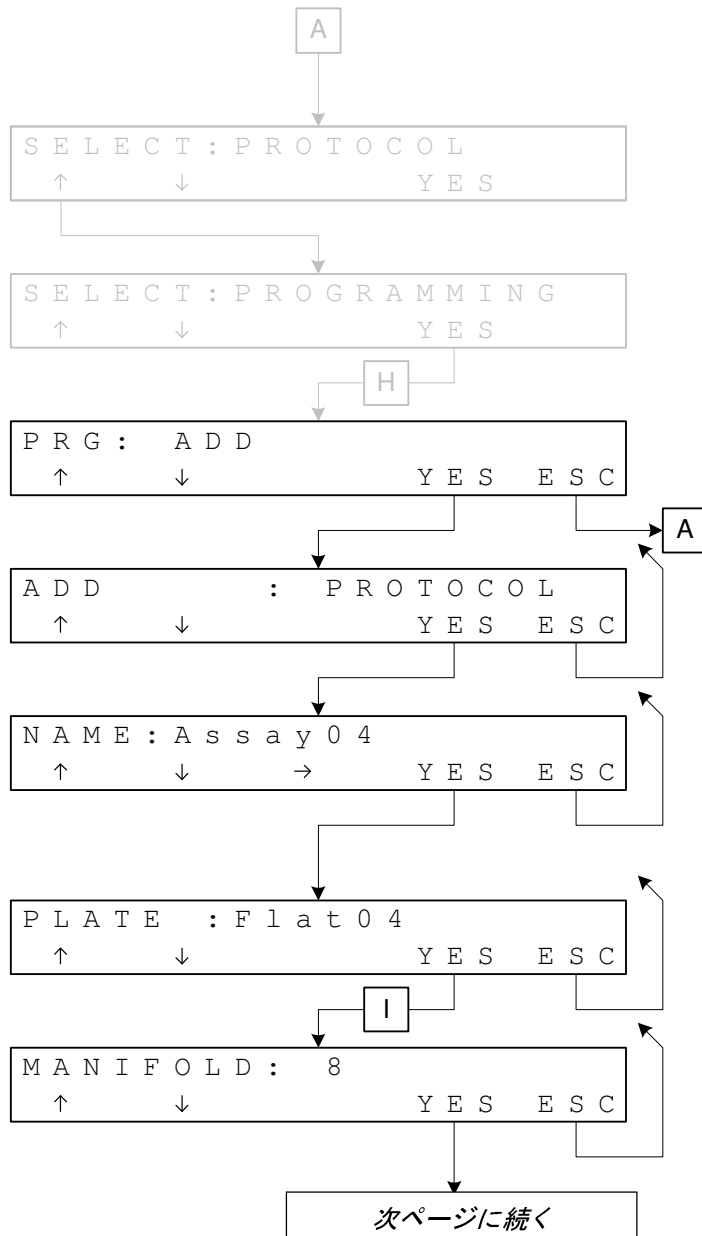 A
SELECT:PROTOCOL
↑ ↓ YES
SELECT:PROGRAMMING
↑ ↓ YES
H
PRG: ADD
↑ ↓ YES ESC
A
ADD : PROTOCOL
↑ ↓ YES ESC
NAME:Assay04
↑ ↓ → YES ESC
PLATE :Flat04
↑ ↓ YES ESC
I
MANIFOLD: 8
↑ ↓ YES ESC
次ページに続く